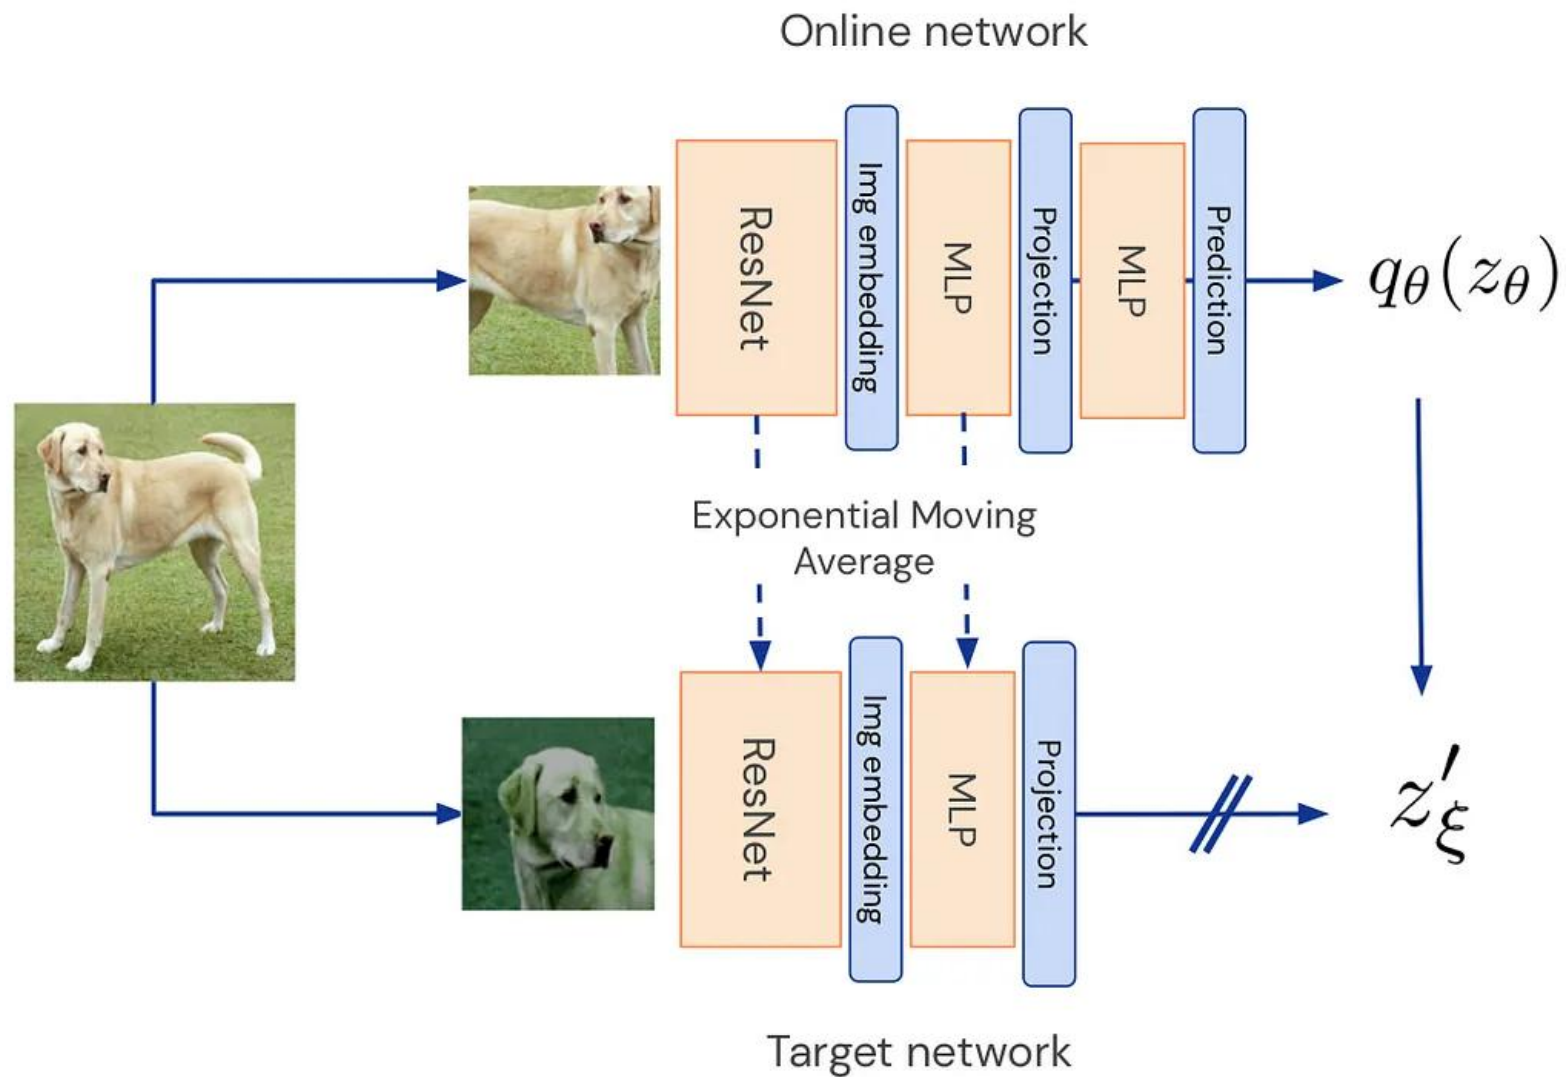 Online network
ResNet
Img embedding
MLP
Projection
MLP
Prediction
qθ(zθ)
Exponential Moving
Average
ResNet
Img embedding
MLP
Projection
z′ξ
Target network